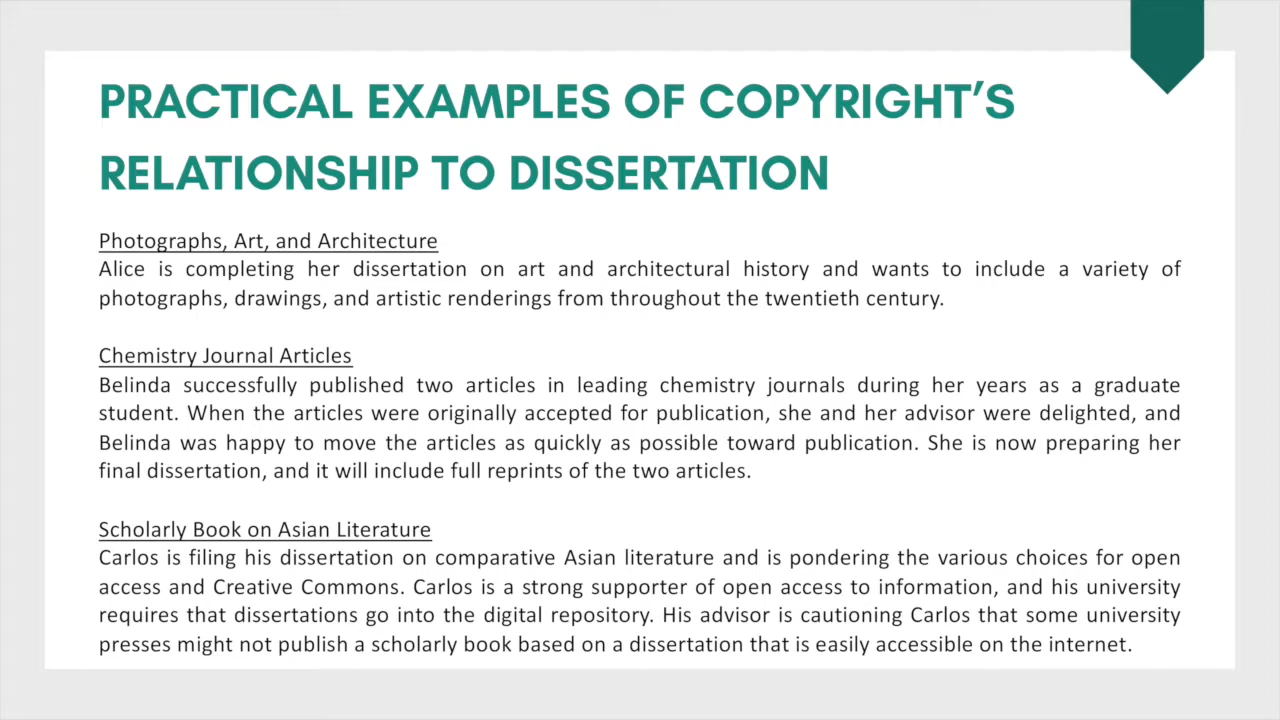 PRACTICAL EXAMPLES OF COPYRIGHT’S
RELATIONSHIP TO DISSERTATION
Photographs, Art, and Architecture
Alice is completing her dissertation on art and architectural history and wants to include a variety of
photographs, drawings, and artistic renderings from throughout the twentieth century.
Chemistry Journal Articles
Belinda successfully published two articles in leading chemistry journals during her years as a graduate
student. When the articles were originally accepted for publication, she and her advisor were delighted, and
Belinda was happy to move the articles as quickly as possible toward publication. She is now preparing her
final dissertation, and it will include full reprints of the two articles.
Scholarly Book on Asian Literature
Carlos is filing his dissertation on comparative Asian literature and is pondering the various choices for open
access and Creative Commons. Carlos is a strong supporter of open access to information, and his university
requires that dissertations go into the digital repository. His advisor is cautioning Carlos that some university
presses might not publish a scholarly book based on a dissertation that is easily accessible on the internet.